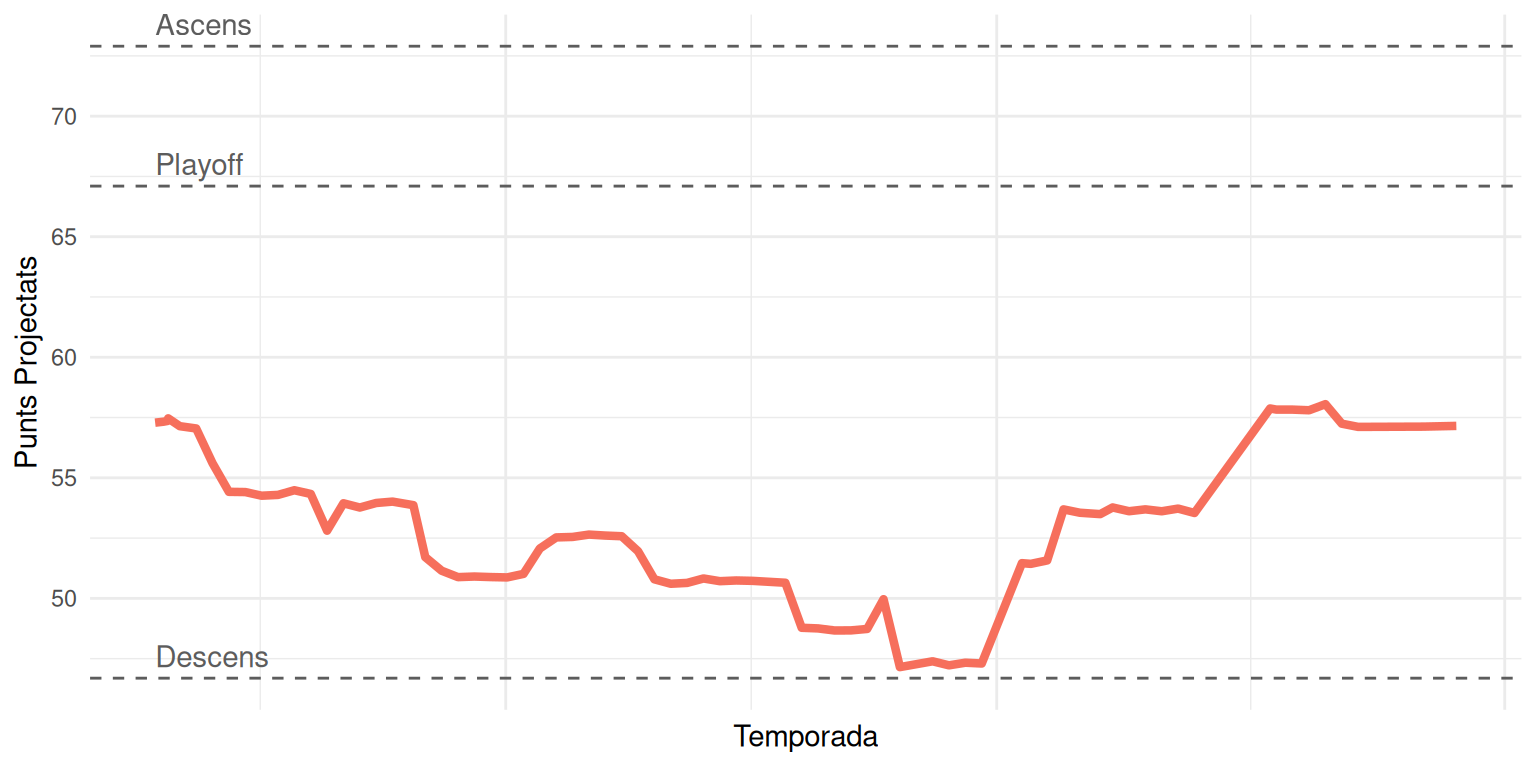 Ascens
70
Playoff
65
Punts Projectats
60
55
50
Descens
Temporada